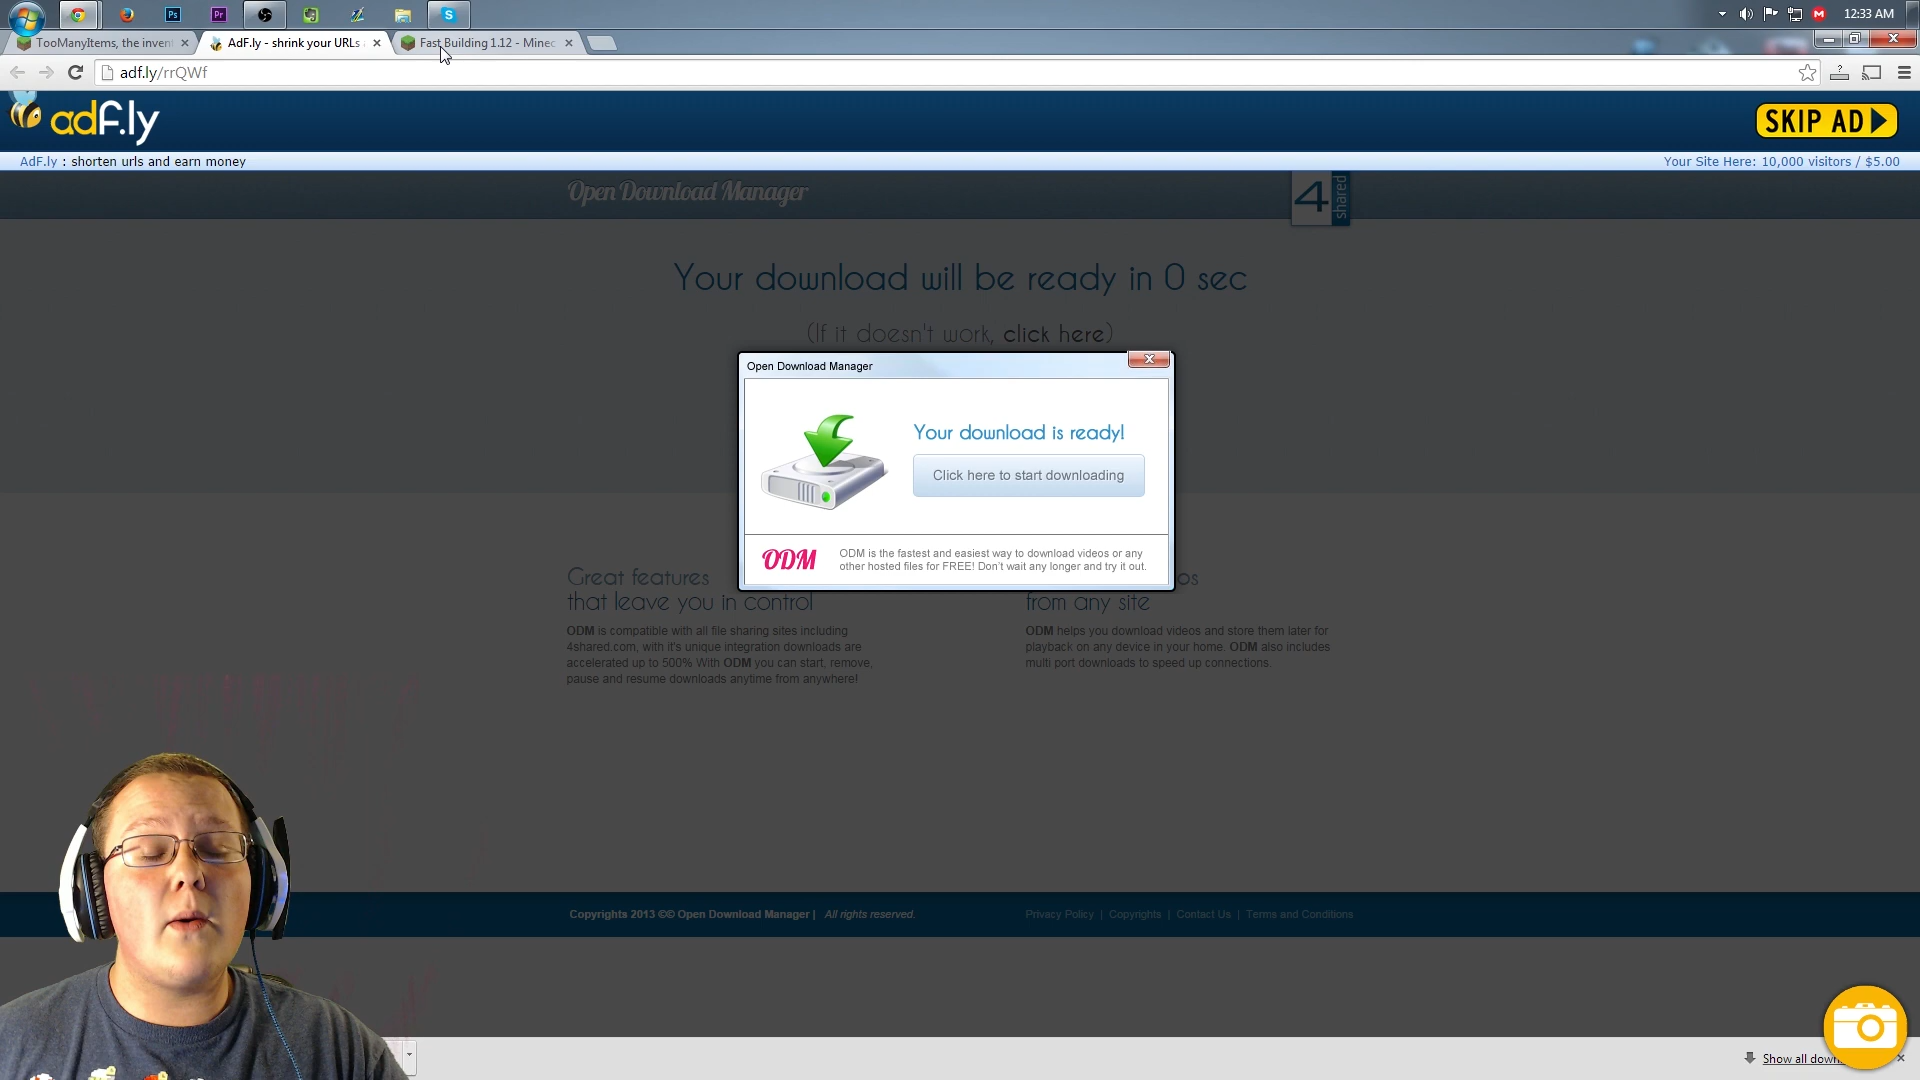 12:33 AM
TooManyItems, the invent
AdF.ly - shrink your URLs
Fast Building 1.12 - Minec
adf.ly/rrQWf
adf.ly
SKIP AD
AdF.ly : shorten urls and earn money
Your Site Here: 10,000 visitors / $5.00
Open Download Manager
4 shared
Your download will be ready in 0 sec
(If it doesn't work, click here)
Open Download Manager
Your download is ready!
Click here to start downloading
ODM
ODM is the fastest and easiest way to download videos or any
other hosted files for FREE! Don't wait any longer and try it out.
Great features
that leave you in control
os
from any site
ODM is compatible with all file sharing sites including
4shared.com, with it's unique integration downloads are
accelerated up to 500% With ODM you can start, remove,
pause and resume downloads anytime from anywhere!
ODM helps you download videos and store them later for
playback on any device in your home. ODM also includes
multi port downloads to speed up connections.
Copyrights 2013 ©© Open Download Manager | All rights reserved.
Privacy Policy | Copyrights | Contact Us | Terms and Conditions
Show all down